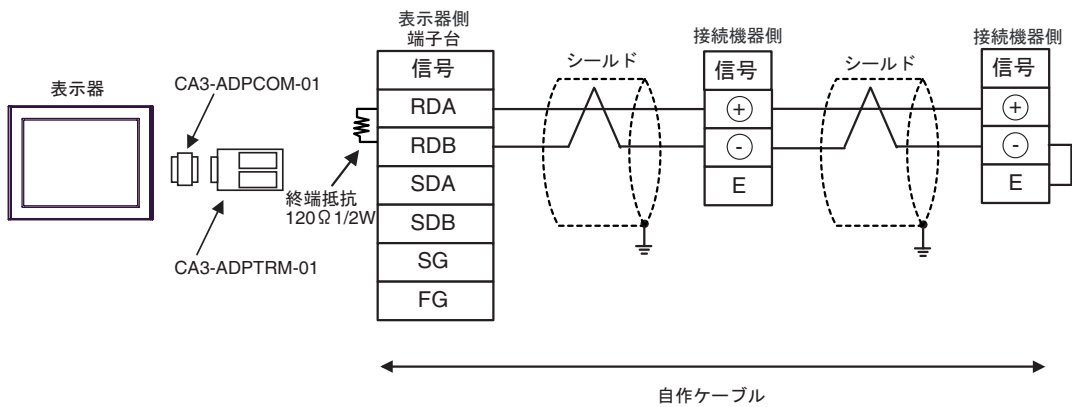 表示器
CA3-ADPCOM-01
CA3-ADPTRM-01
終端抵抗
120Ω1/2W
表示器側
端子台
信号
RDA
RDB
SDA
SDB
SG
FG
シールド
接続機器側
信号
+
-
E
シールド
接続機器側
信号
+
-
E
自作ケーブル